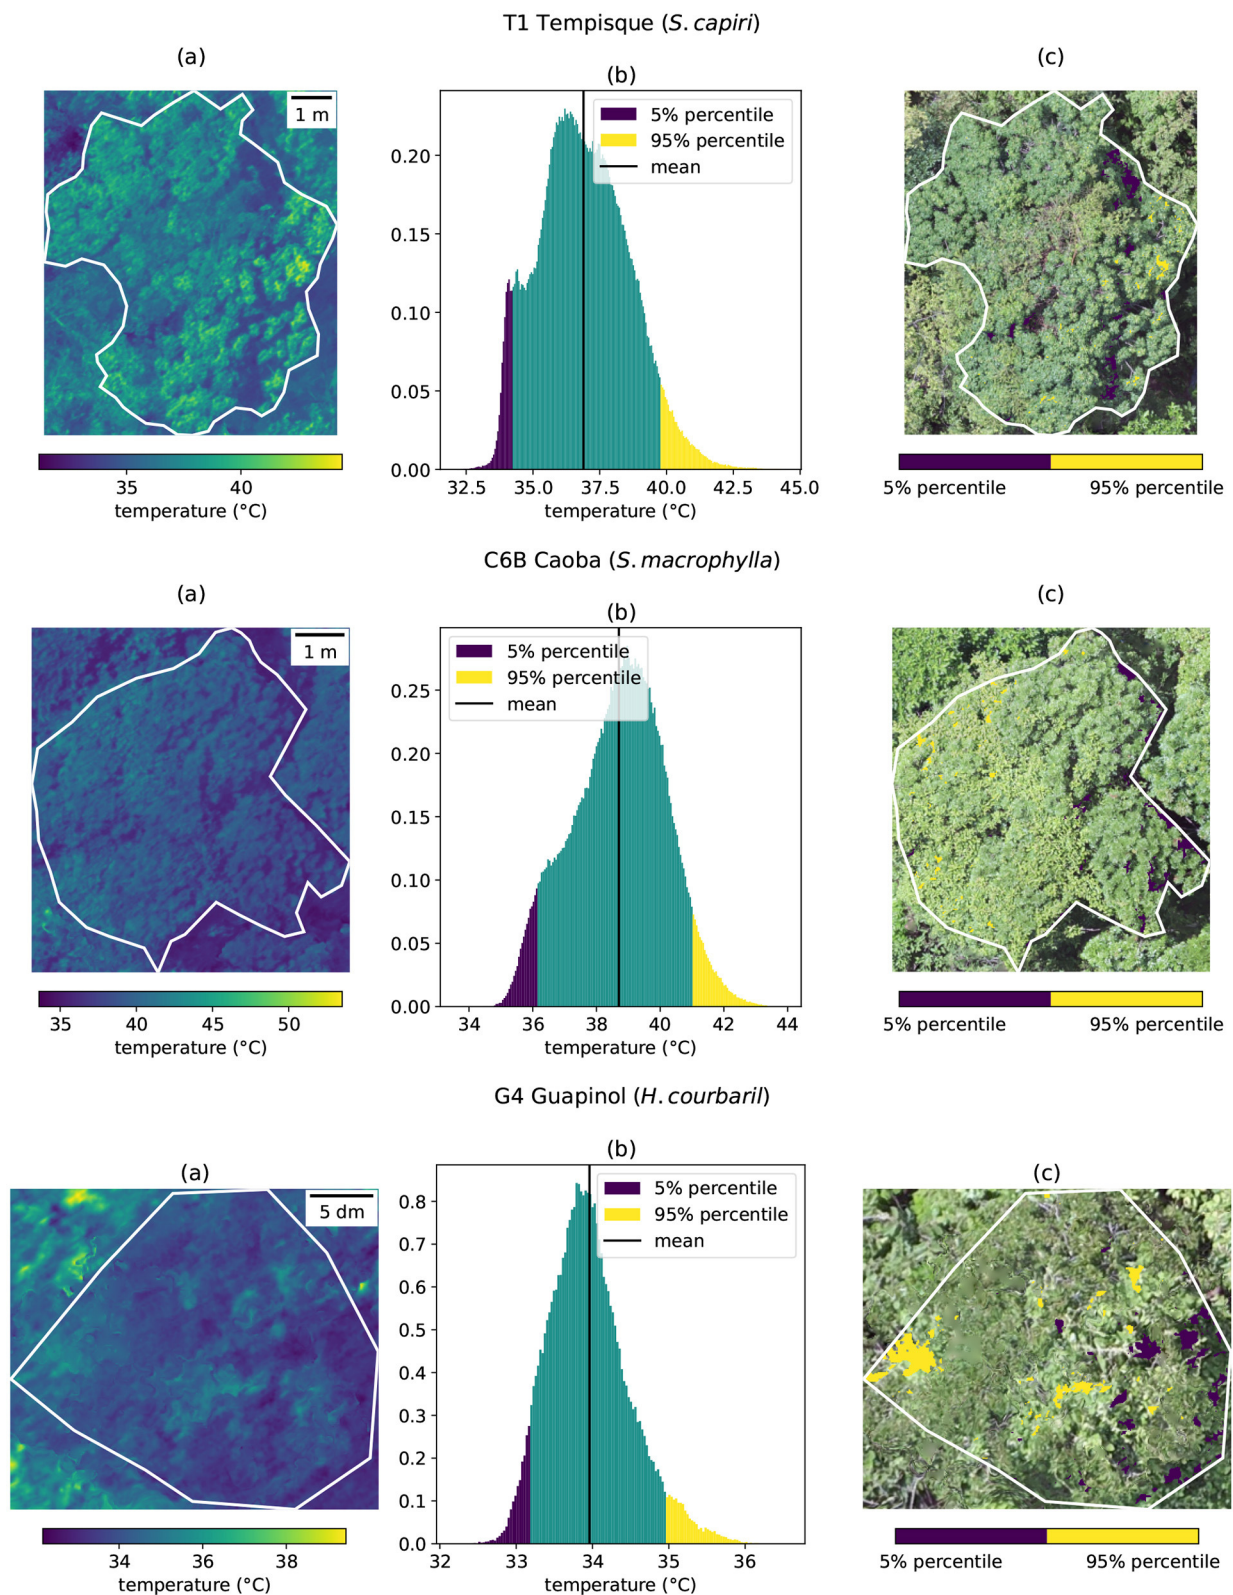 T1 Tempisque (S. capiri)
(a)
(b)
(c)
1 m
5% percentile
95% percentile
mean
0.20
0.15
0.10
0.05
0.00
35 40
temperature (°C)
32.5 35.0 37.5 40.0 42.5 45.0
temperature (°C)
5% percentile 95% percentile
C6B Caoba (S. macrophylla)
(a)
(b)
(c)
1 m
5% percentile
95% percentile
mean
0.25
0.20
0.15
0.10
0.05
0.00
35 40 45 50
temperature (°C)
34 36 38 40 42 44
temperature (°C)
5% percentile 95% percentile
G4 Guapinol (H. courbaril)
(a)
(b)
(c)
5 dm
5% percentile
95% percentile
mean
0.8
0.7
0.6
0.5
0.4
0.3
0.2
0.1
0.0
34 36 38
temperature (°C)
32 33 34 35 36
temperature (°C)
5% percentile 95% percentile